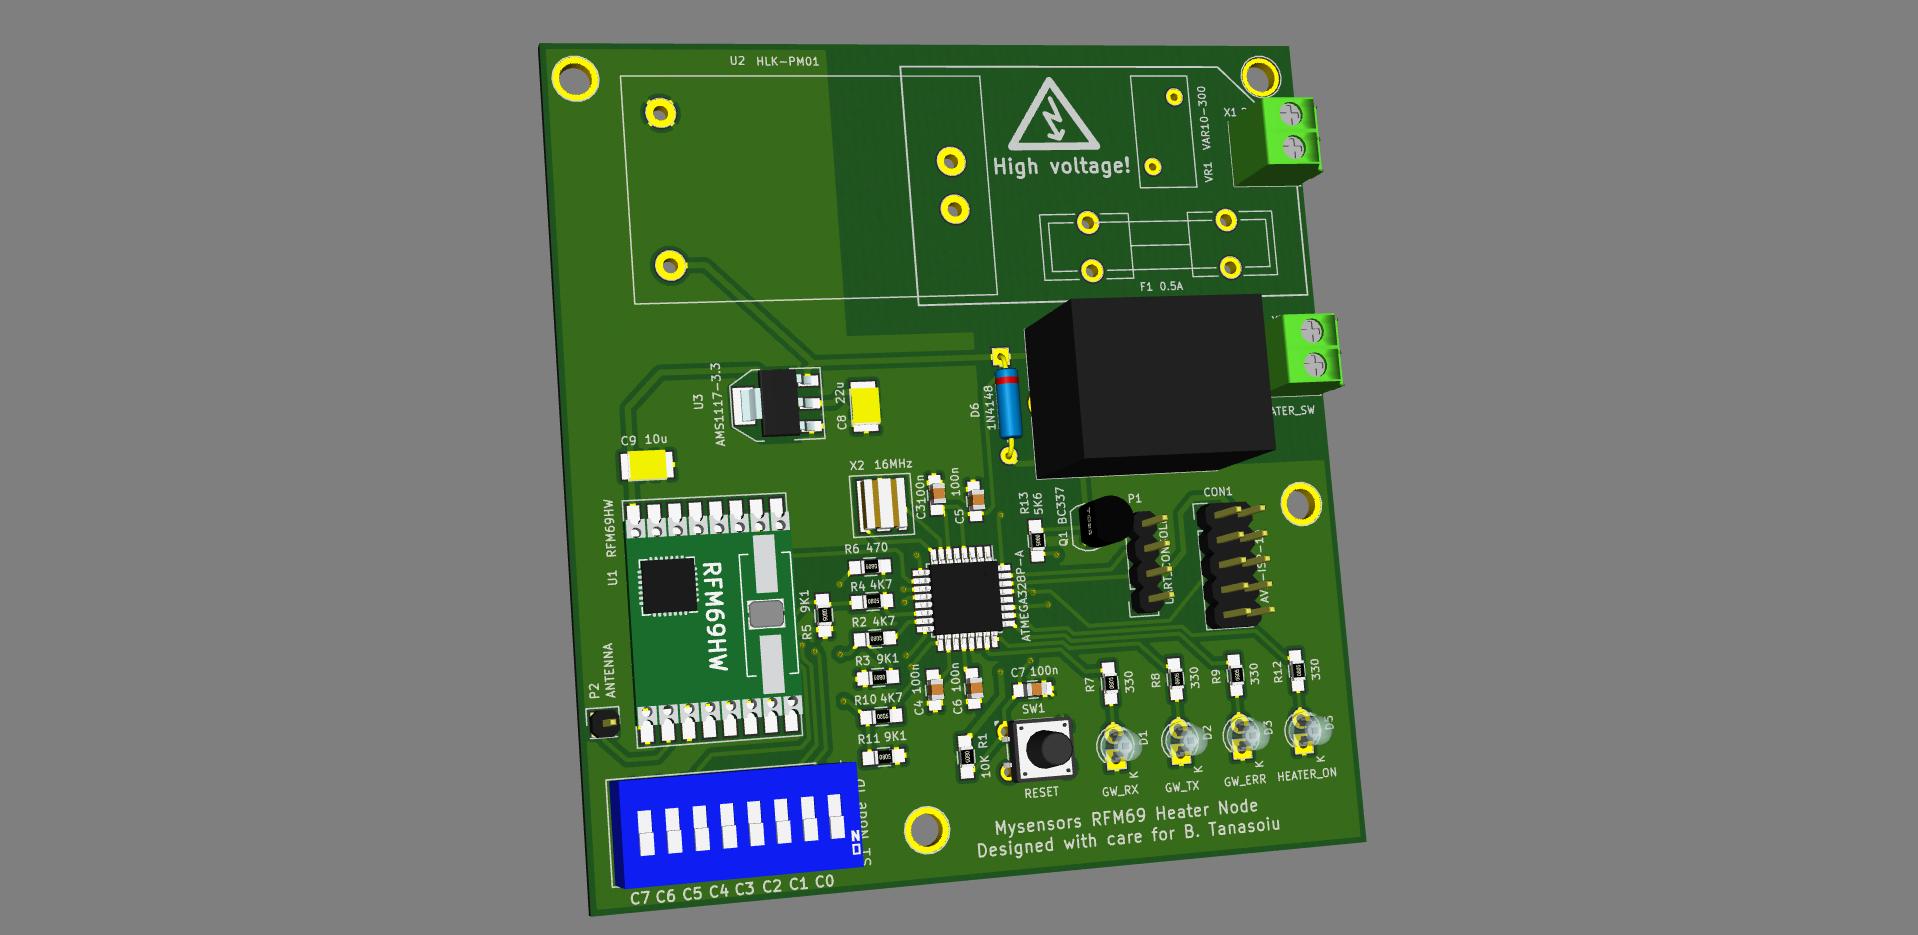 U2 HLK-PM01
X1
VR1 VAR10-300
High voltage!
F1 0.5A
U3
AMS1117-3.3
C8 22u
D6
1N4148
C9 10u
X2 16MHz
C3
100n
C5 100n
R13
5K6
Q1 BC337
P1
CON1
U1 RFM69HW
RFM69HW
R6 470
R4 4K7
R5 9K1
R2 4K7
R3 9K1
R10 4K7
R11 9K1
ATMEGA328P-A
C4 100n
C6 100n
C7 100n
R7 330
R8 330
R9 330
R12 330
P2
ANTENNA
R1
10K
SW1
RESET
D1
D2
D3
D5
K
K
K
K
GW_RX
GW_TX
GW_ERR
HEATER_ON
Mysensors RFM69 Heater Node
Designed with care for B. Tanasoiu
C7 C6 C5 C4 C3 C2 C1 C0